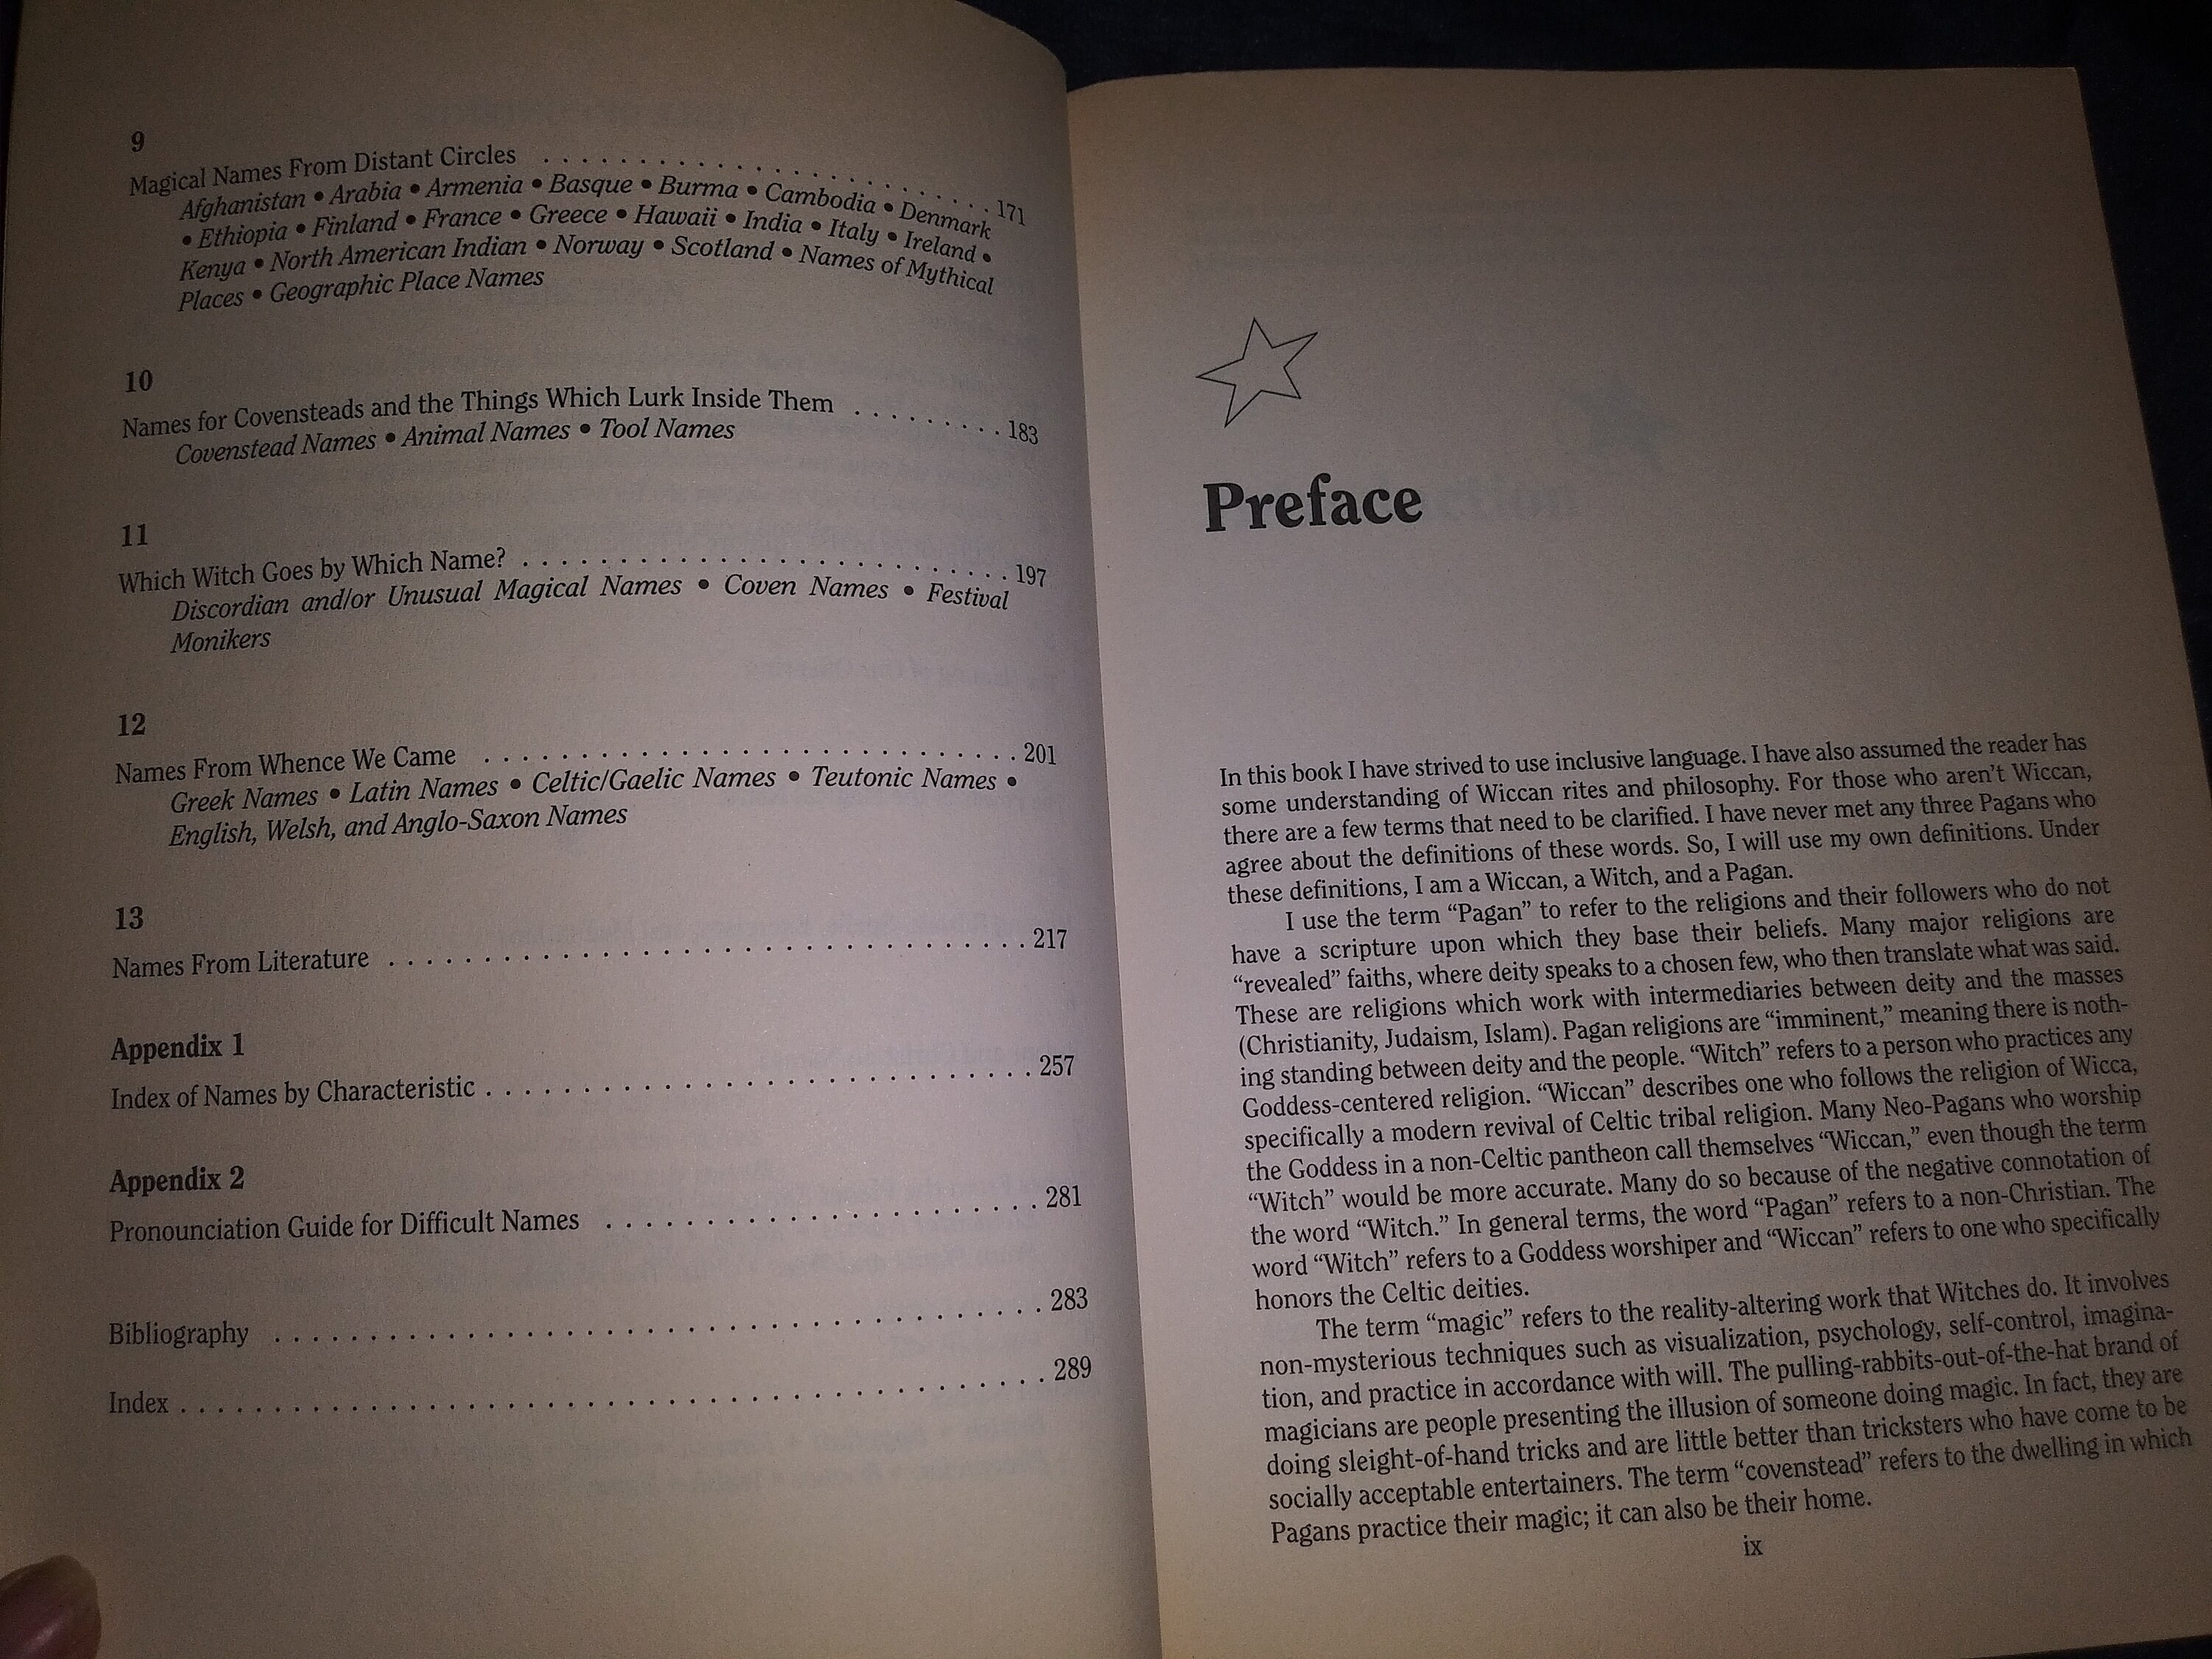 9
Magical Names From Distant Circles . . . . . . . . . . . . . . . . . . . . . . . . 171
Afghanistan • Arabia • Armenia • Basque • Burma • Cambodia • Denmark
• Ethiopia • Finland • France • Greece • Hawaii • India • Italy • Ireland •
Kenya • North American Indian • Norway • Scotland • Names of Mythical
Places • Geographic Place Names
10
Names for Covensteads and the Things Which Lurk Inside Them . . . . . . . . . 183
Covenstead Names • Animal Names • Tool Names
11
Which Witch Goes by Which Name? . . . . . . . . . . . . . . . . . . . . . . . . . . 197
Discordian and/or Unusual Magical Names • Coven Names • Festival
Monikers
12
Names From Whence We Came . . . . . . . . . . . . . . . . . . . . . . . . . . . . 201
Greek Names • Latin Names • Celtic/Gaelic Names • Teutonic Names •
English, Welsh, and Anglo-Saxon Names
13
Names From Literature . . . . . . . . . . . . . . . . . . . . . . . . . . . . . . . . . 217
Appendix 1
Index of Names by Characteristic . . . . . . . . . . . . . . . . . . . . . . . . . . . . 257
Appendix 2
Pronounciation Guide for Difficult Names . . . . . . . . . . . . . . . . . . . . . . 281
Bibliography . . . . . . . . . . . . . . . . . . . . . . . . . . . . . . . . . . . . . . . . 283
Index . . . . . . . . . . . . . . . . . . . . . . . . . . . . . . . . . . . . . . . . . . . . . 289
Preface
In this book I have strived to use inclusive language. I have also assumed the reader has
some understanding of Wiccan rites and philosophy. For those who aren't Wiccan,
there are a few terms that need to be clarified. I have never met any three Pagans who
agree about the definitions of these words. So, I will use my own definitions. Under
these definitions, I am a Wiccan, a Witch, and a Pagan.
I use the term “Pagan” to refer to the religions and their followers who do not
have a scripture upon which they base their beliefs. Many major religions are
“revealed” faiths, where deity speaks to a chosen few, who then translate what was said.
These are religions which work with intermediaries between deity and the masses
(Christianity, Judaism, Islam). Pagan religions are “imminent,” meaning there is noth-
ing standing between deity and the people. “Witch” refers to a person who practices any
Goddess-centered religion. “Wiccan” describes one who follows the religion of Wicca,
specifically a modern revival of Celtic tribal religion. Many Neo-Pagans who worship
the Goddess in a non-Celtic pantheon call themselves “Wiccan,” even though the term
“Witch” would be more accurate. Many do so because of the negative connotation of
the word “Witch.” In general terms, the word “Pagan” refers to a non-Christian. The
word “Witch” refers to a Goddess worshiper and “Wiccan” refers to one who specifically
honors the Celtic deities.
The term “magic” refers to the reality-altering work that Witches do. It involves
non-mysterious techniques such as visualization, psychology, self-control, imagina-
tion, and practice in accordance with will. The pulling-rabbits-out-of-the-hat brand of
magicians are people presenting the illusion of someone doing magic. In fact, they are
doing sleight-of-hand tricks and are little better than tricksters who have come to be
socially acceptable entertainers. The term “covenstead” refers to the dwelling in which
Pagans practice their magic; it can also be their home.
ix